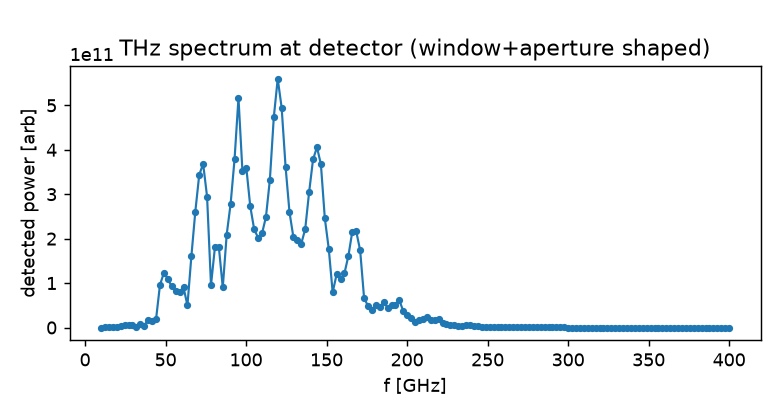 THz spectrum at detector (window+aperture shaped)
1e11
5
4
3
2
1
0
detected power [arb]
0 50 100 150 200 250 300 350 400
f [GHz]